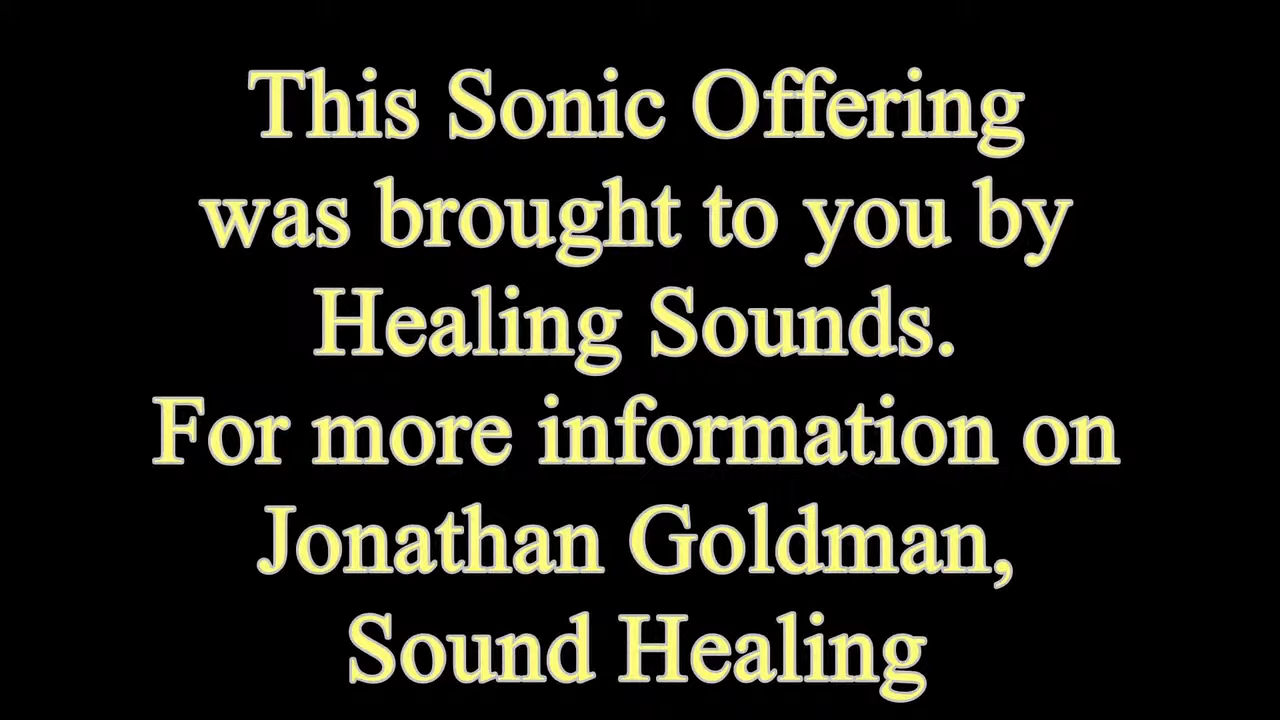 This Sonic Offering
was brought to you by
Healing Sounds.
For more information on
Jonathan Goldman,
Sound Healing